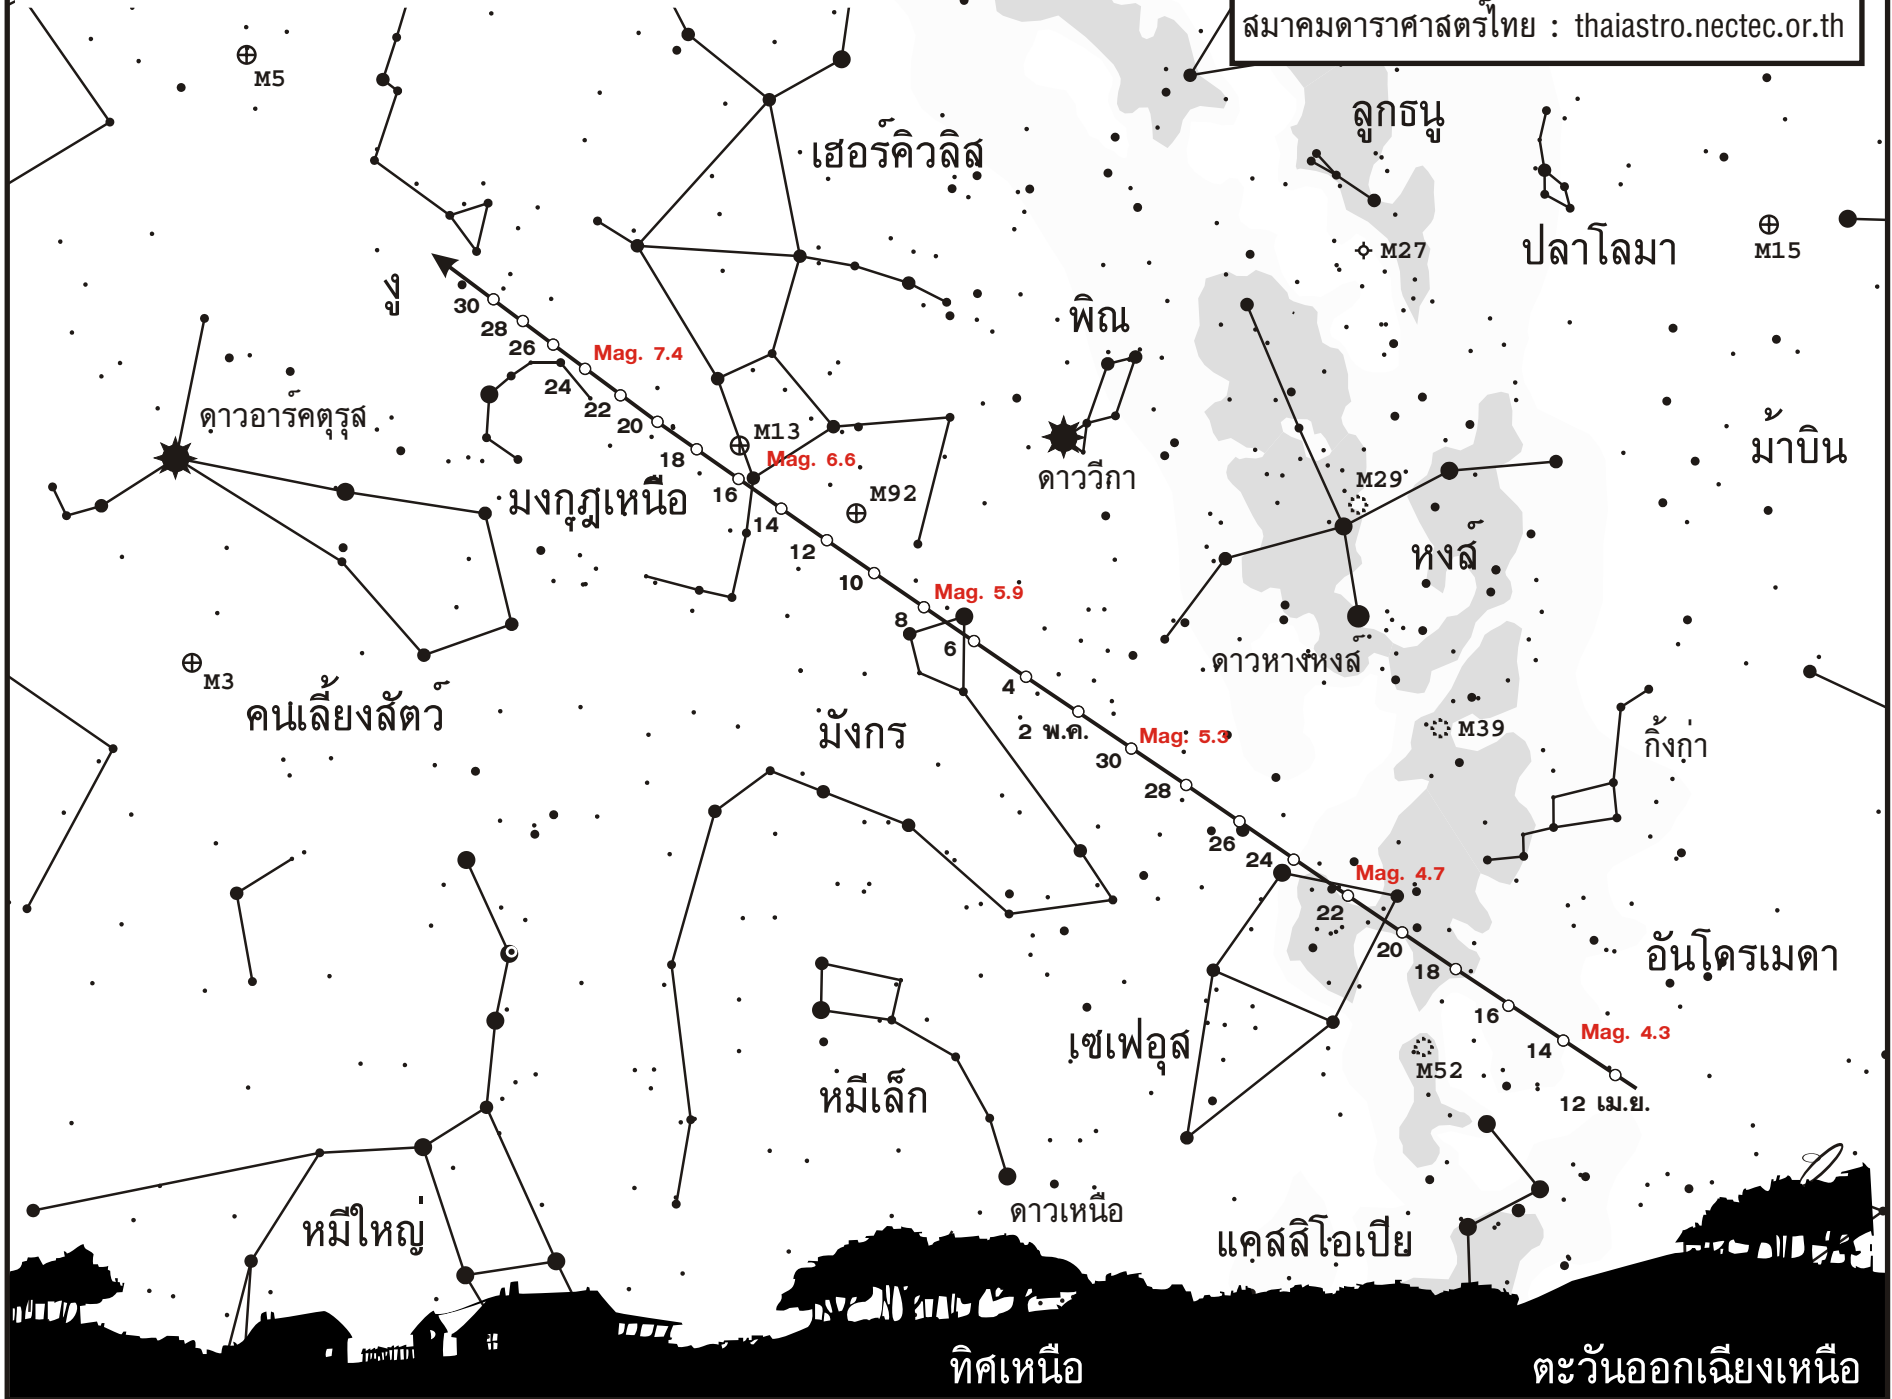 สมาคมดาราศาสตร์ไทย : thaiastro.nectec.or.th
M5
ลูกธนู
เฮอร์คิวลิส
M27
ปลาโลมา
M15
งู
30
28
26
Mag. 7.4
24
22
20
พิณ
ดาวอาร์คตุรุส
M13
18
Mag. 6.6
16
ม้าบิน
ดาววีกา
M29
มงกุฎเหนือ
M92
14
12
หงส์
10
Mag. 5.9
8
6
ดาวหางหงส์
M3
4
คนเลี้ยงสัตว์
มังกร
2 พ.ค.
Mag. 5.3
M39
กิ้งก่า
30
28
26
24
Mag. 4.7
22
20
อันโดรเมดา
18
16
เซเฟอุส
14
Mag. 4.3
M52
หมีเล็ก
12 เม.ย.
หมีใหญ่
ดาวเหนือ
แคสสิโอเปีย
ทิศเหนือ
ตะวันออกเฉียงเหนือ